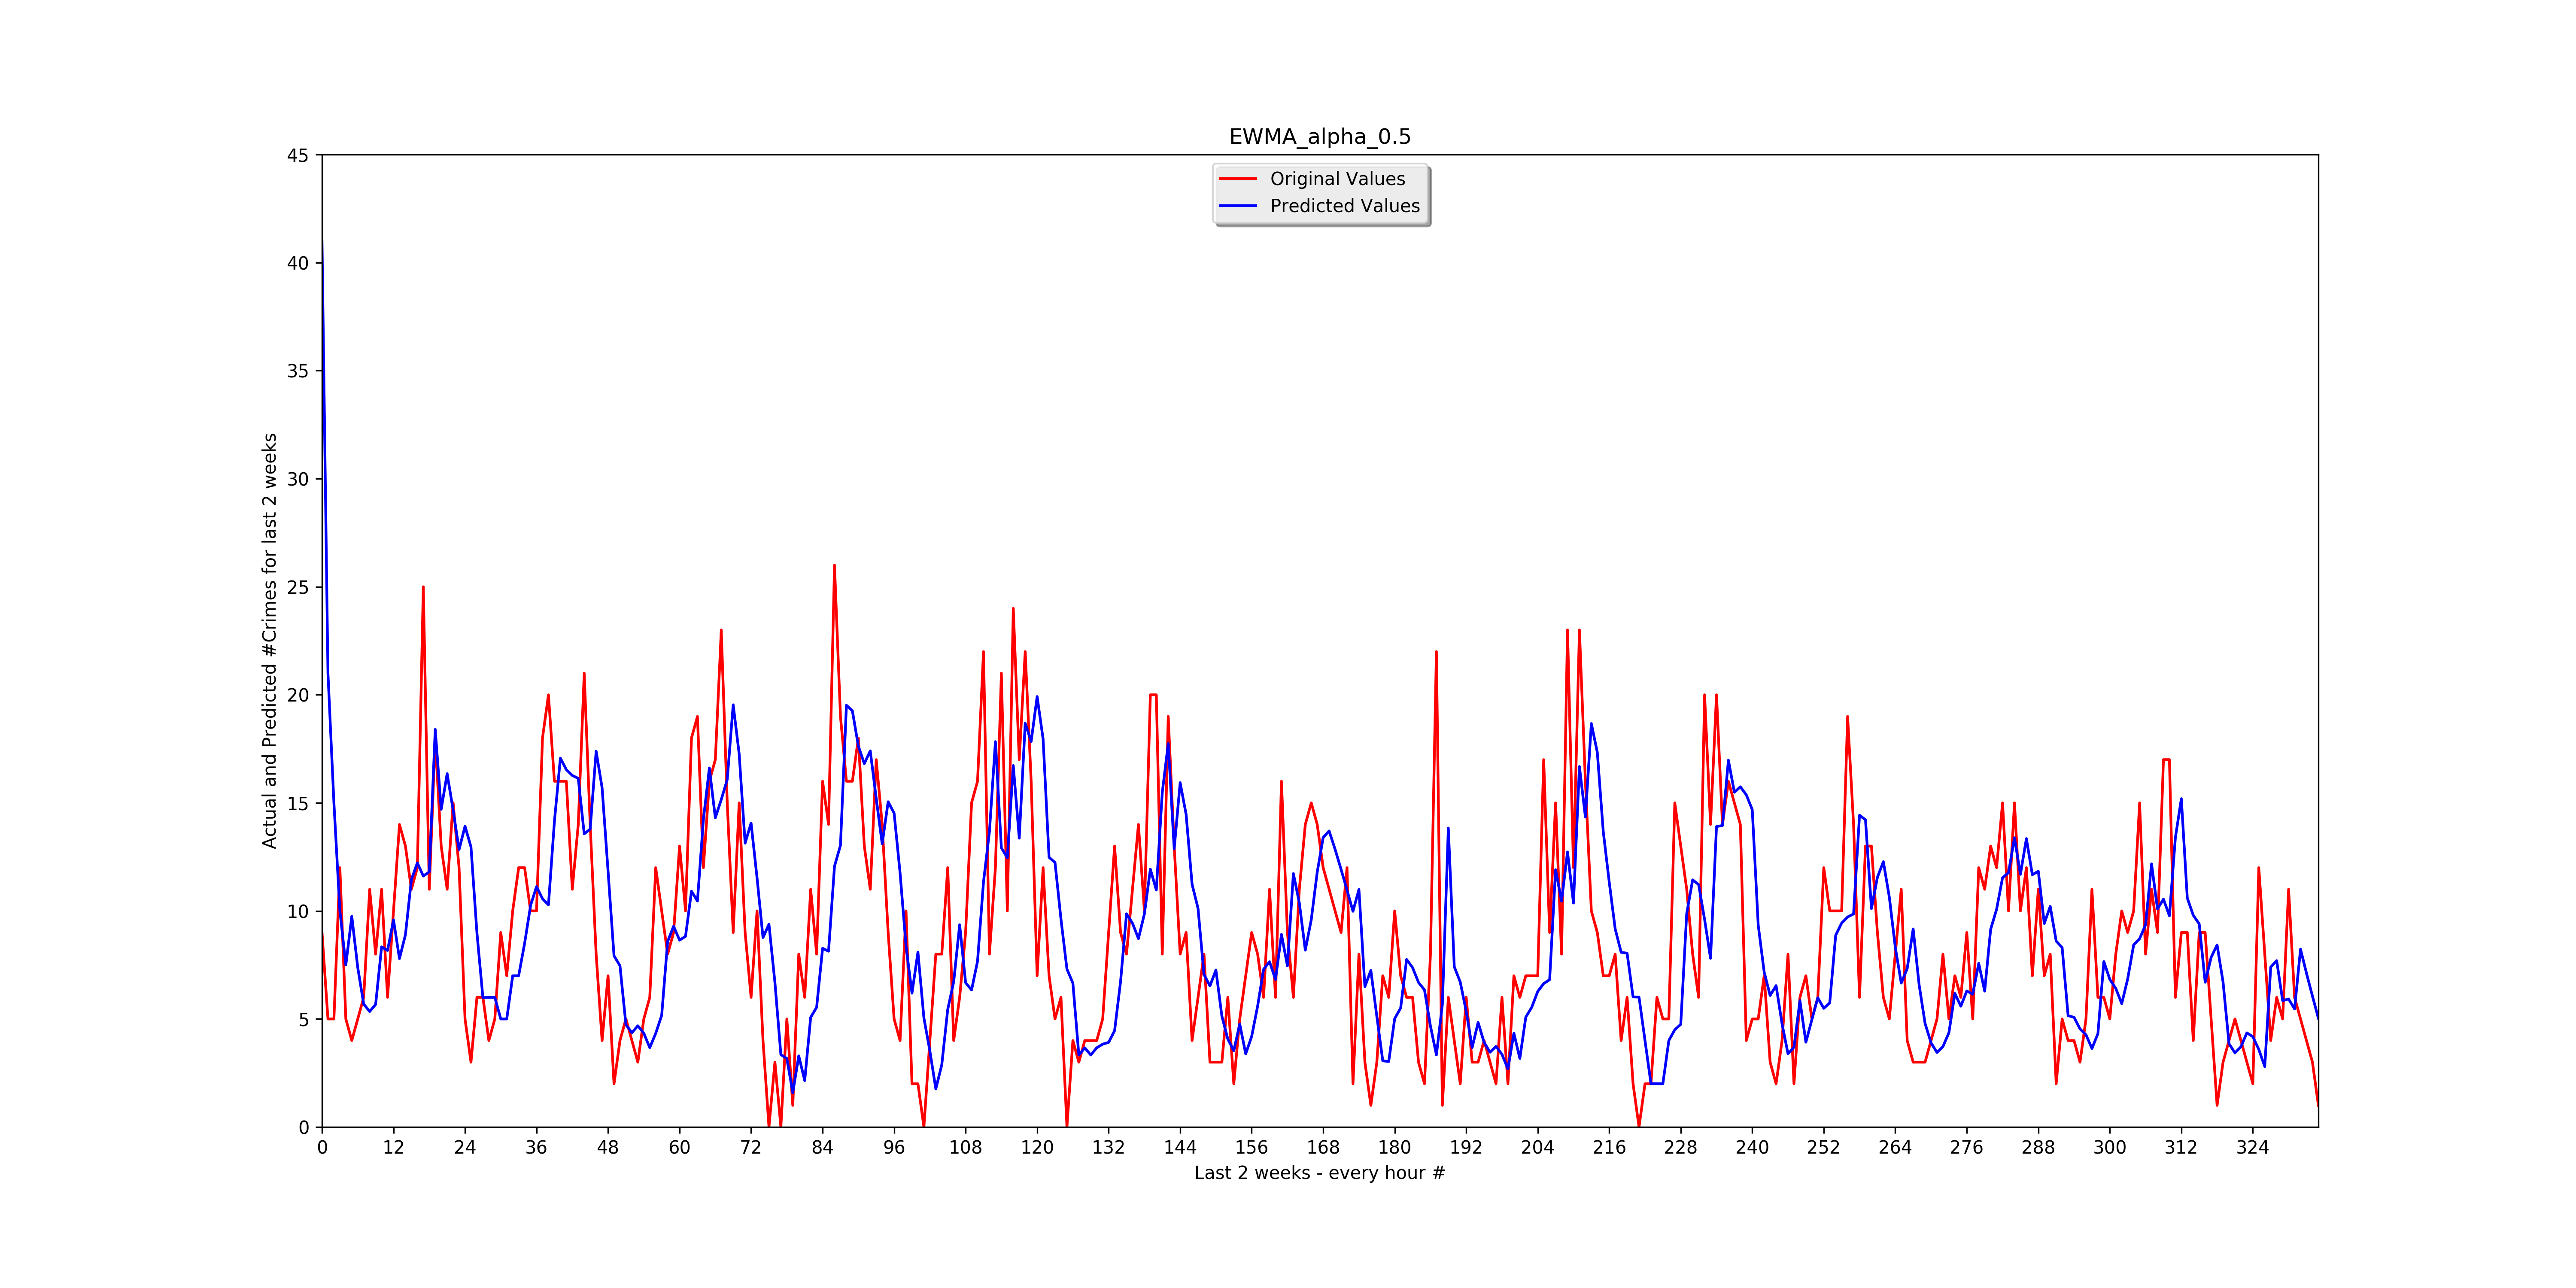 EWMA_alpha_0.5
Original Values
Predicted Values
45
40
35
30
25
20
15
10
5
0
Actual and Predicted #Crimes for last 2 weeks
0 12 24 36 48 60 72 84 96 108 120 132 144 156 168 180 192 204 216 228 240 252 264 276 288 300 312 324
Last 2 weeks - every hour #